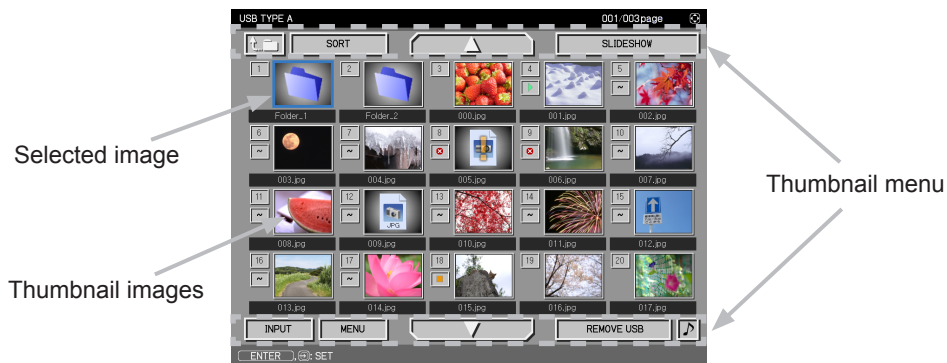 USB TYPE A 001/003page
SORT SLIDESHOW
1 2 3 4 5
~
Folder_1 Folder_2 000.jpg 001.jpg 002.jpg
Selected image
6 7 8 9 10
~ ~ ~
003.jpg 004.jpg 005.jpg 006.jpg 007.jpg
Thumbnail menu
11 12 13 14 15
~ ~ ~ ~ ~
JPG
008.jpg 009.jpg 010.jpg 011.jpg 012.jpg
Thumbnail images
16 17 18 19 20
~ ~
013.jpg 014.jpg 015.jpg 016.jpg 017.jpg
INPUT MENU REMOVE USB
ENTER , : SET